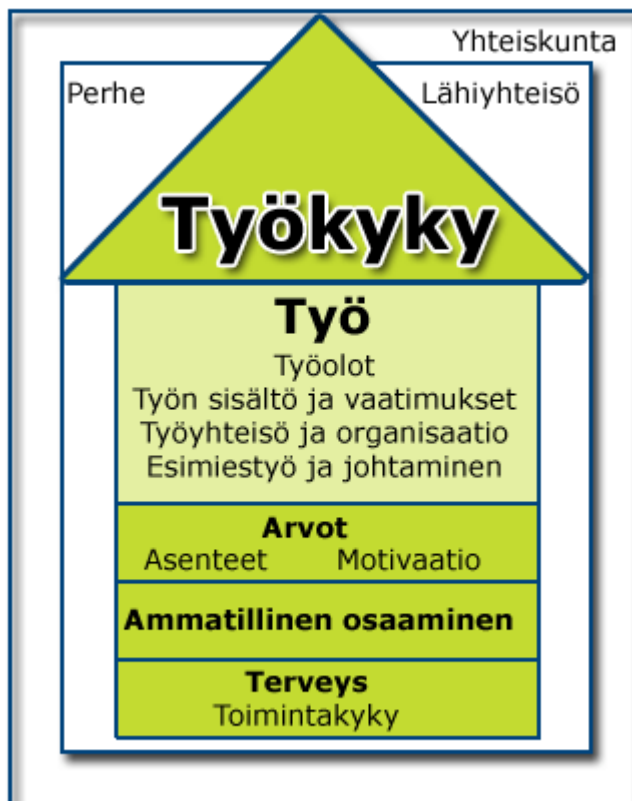 Yhteiskunta
Perhe
Lähiyhteisö
Työkyky
Työ
Työolot
Työn sisältö ja vaatimukset
Työyhteisö ja organisaatio
Esimiestyö ja johtaminen
Arvot
Asenteet Motivaatio
Ammatillinen osaaminen
Terveys
Toimintakyky